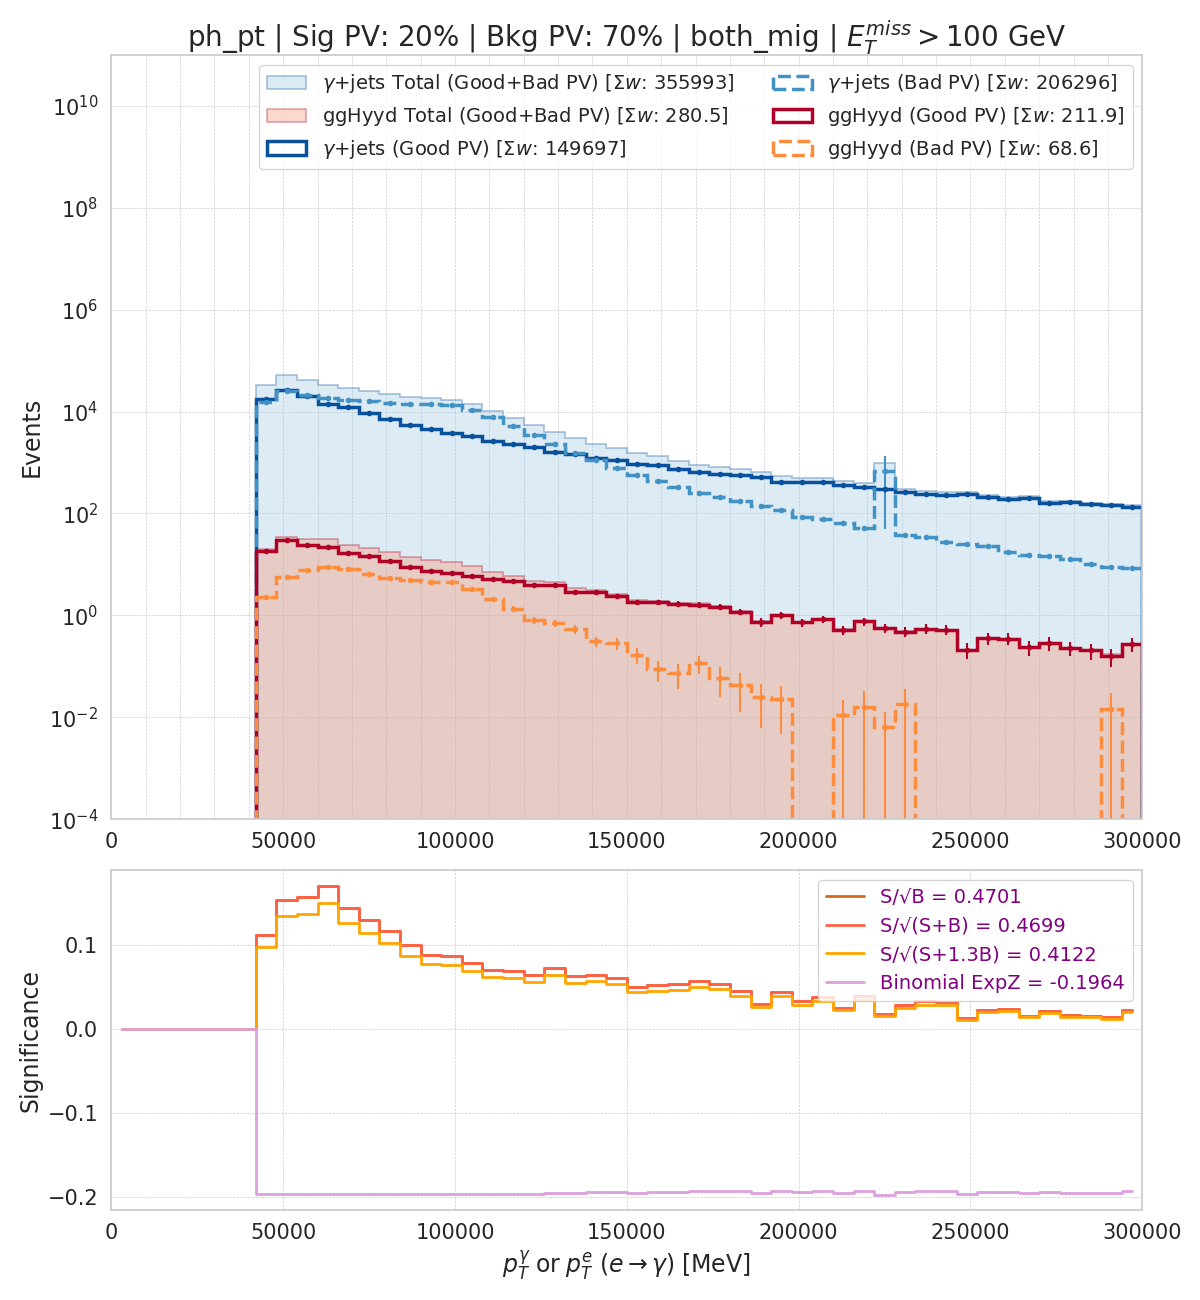 ph_pt | Sig PV: 20% | Bkg PV: 70% | both_mig | $E_T^{miss} > 100$ GeV
γ+jets Total (Good+Bad PV) [Σw: 355993]
ggHyyd Total (Good+Bad PV) [Σw: 280.5]
γ+jets (Good PV) [Σw: 149697]
γ+jets (Bad PV) [Σw: 206296]
ggHyyd (Good PV) [Σw: 211.9]
ggHyyd (Bad PV) [Σw: 68.6]
Events
10^{10}
10^{8}
10^{6}
10^{4}
10^{2}
10^{0}
10^{-2}
10^{-4}
0 50000 100000 150000 200000 250000 300000
S/√B = 0.4701
S/√(S+B) = 0.4699
S/√(S+1.3B) = 0.4122
Binomial ExpZ = -0.1964
Significance
0.1
0.0
−0.1
−0.2
0 50000 100000 150000 200000 250000 300000
$p_T^γ$ or $p_T^e$ (e→γ) [MeV]